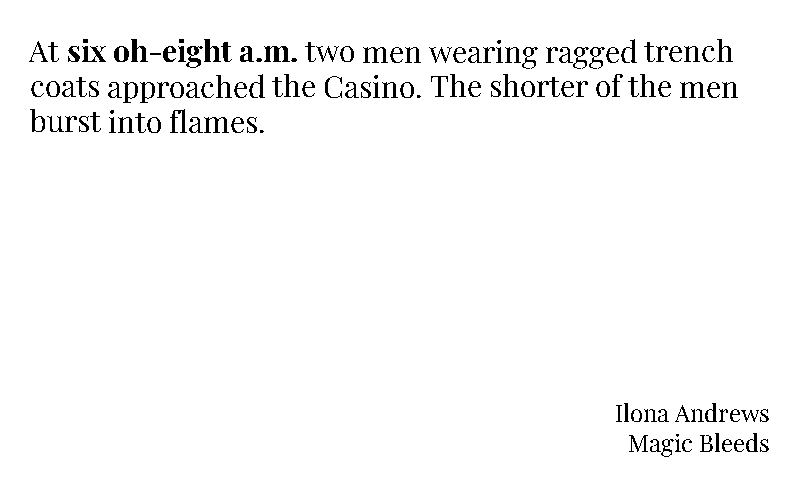 At six oh-eight a.m. two men wearing ragged trench
coats approached the Casino. The shorter of the men
burst into flames.
Ilona Andrews
Magic Bleeds